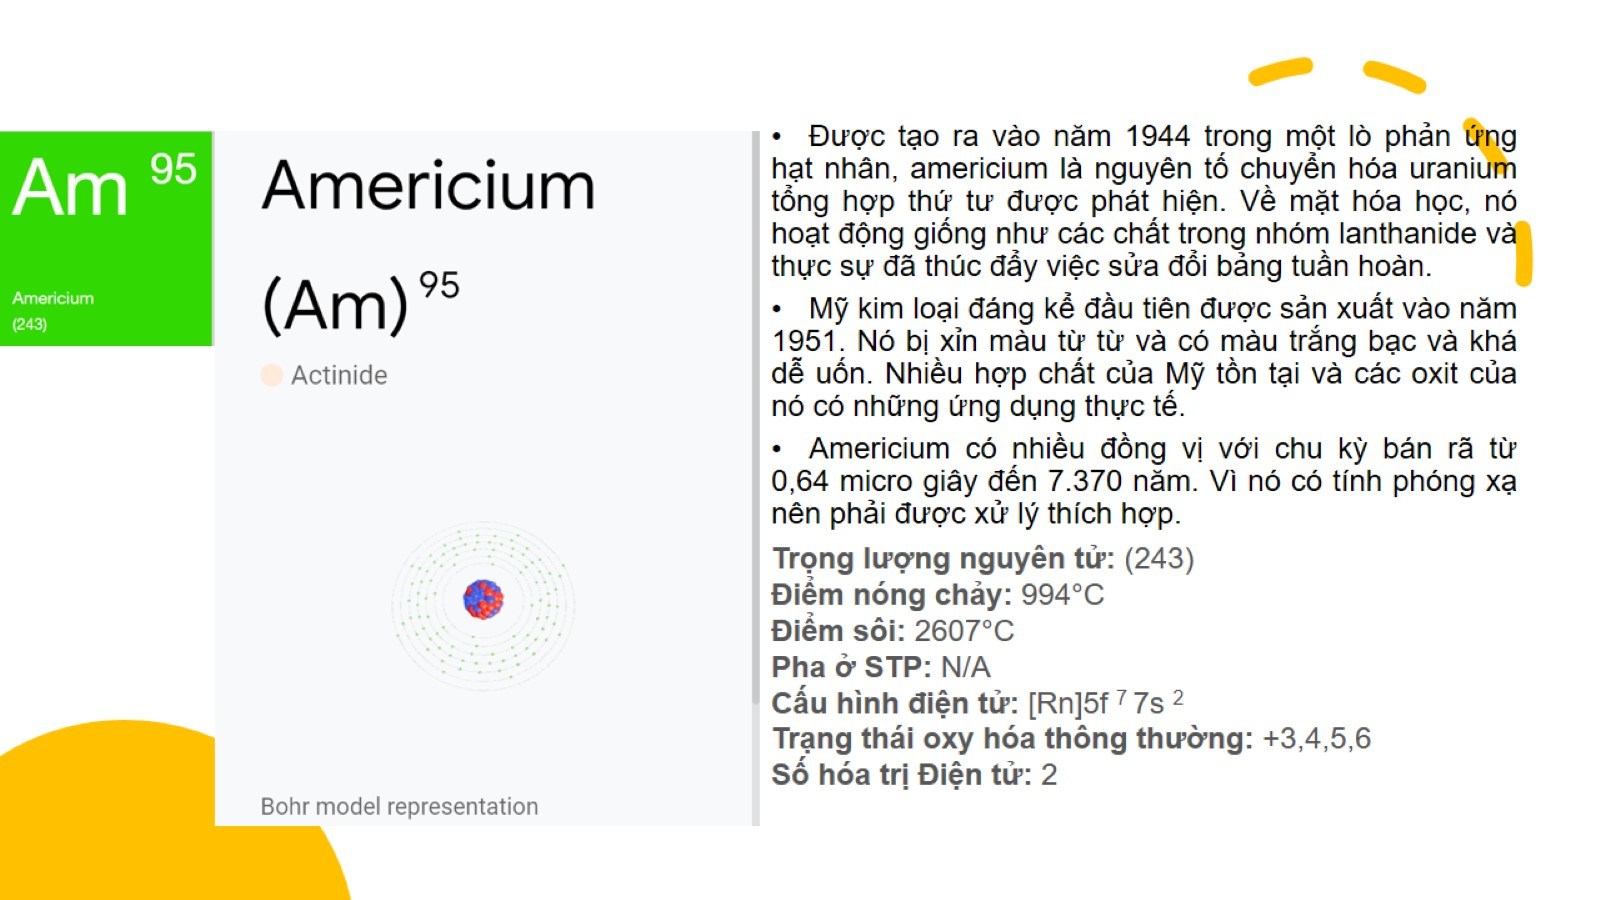 Am 95
Americium
(243)
Americium
(Am) 95
Actinide
Bohr model representation
• Được tạo ra vào năm 1944 trong một lò phản ứng
hạt nhân, americium là nguyên tố chuyển hóa uranium
tổng hợp thứ tư được phát hiện. Về mặt hóa học, nó
hoạt động giống như các chất trong nhóm lanthanide và
thực sự đã thúc đẩy việc sửa đổi bảng tuần hoàn.
• Mỹ kim loại đáng kể đầu tiên được sản xuất vào năm
1951. Nó bị xỉn màu từ từ và có màu trắng bạc và khá
dễ uốn. Nhiều hợp chất của Mỹ tồn tại và các oxit của
nó có những ứng dụng thực tế.
• Americium có nhiều đồng vị với chu kỳ bán rã từ
0,64 micro giây đến 7.370 năm. Vì nó có tính phóng xạ
nên phải được xử lý thích hợp.
Trọng lượng nguyên tử: (243)
Điểm nóng chảy: 994°C
Điểm sôi: 2607°C
Pha ở STP: N/A
Cấu hình điện tử: [Rn]5f 7 7s 2
Trạng thái oxy hóa thông thường: +3,4,5,6
Số hóa trị Điện tử: 2